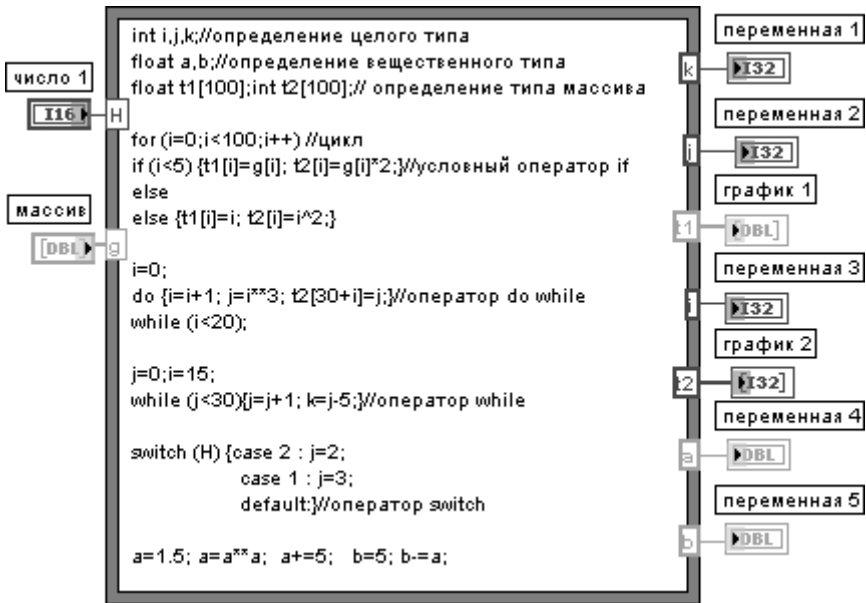 число 1
I16
H
массив
[DBL]
g
int i,j,k;//определение целого типа
float a,b;//определение вещественного типа
float t1[100];int t2[100];// определение типа массива
for (i=0;i<100;i++) //цикл
if (i<5) {t1[i]=g[i]; t2[i]=g[i]*2;}//условный оператор if
else
else {t1[i]=i; t2[i]=i^2;}
i=0;
do {i=i+1; j=i**3; t2[30+i]=j;}//оператор do while
while (i<20);
j=0;i=15;
while (j<30){j=j+1; k=j-5;}//оператор while
switch (H) {case 2 : j=2;
case 1 : j=3;
default:}//оператор switch
a=1.5; a=a**a; a+=5; b=5; b-=a;
переменная 1
k
I32
переменная 2
I32
график 1
t1
[DBL]
переменная 3
I32
график 2
t2
[I32]
переменная 4
a
DBL
переменная 5
b
DBL